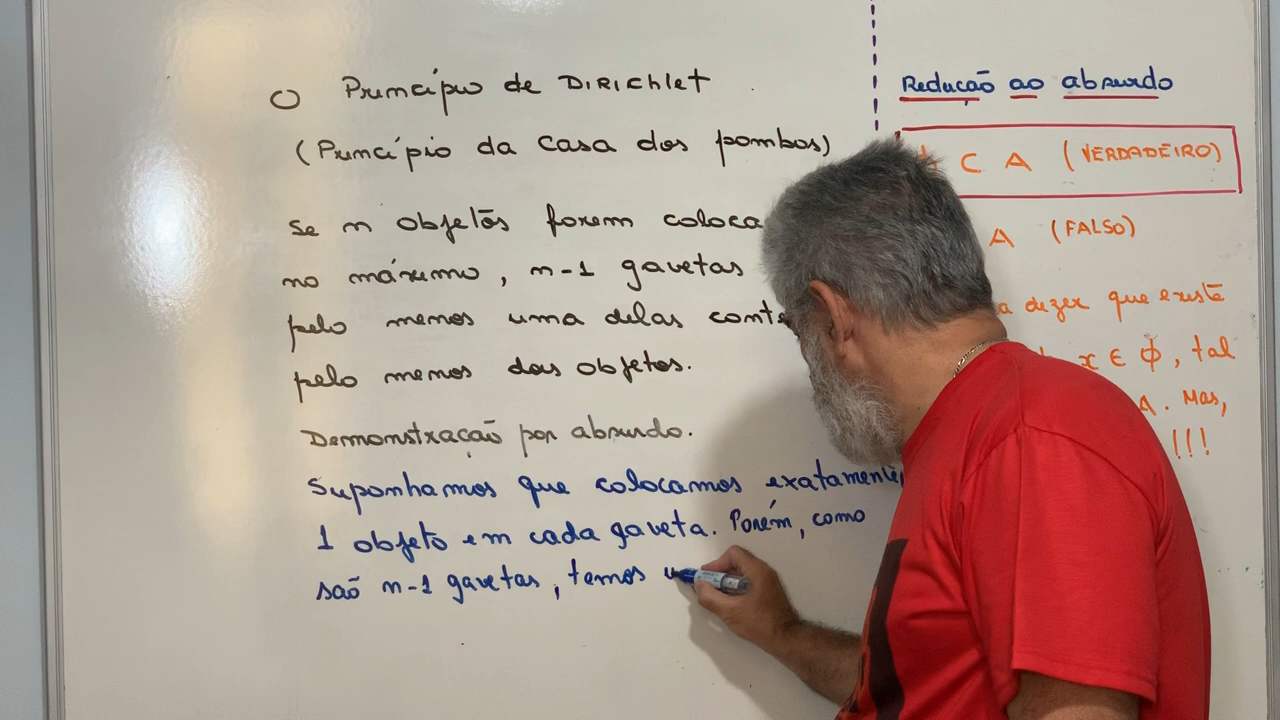 O Princípio de DIRICHLET
(Princípio da Casa dos pombos)
Se n objetos forem coloca
no máximo, n-1 gavetas
pelo menos uma delas conte
pelo menos dois objetos.
Demonstração por absurdo.
Suponhamos que colocamos exatamente
1 objeto em cada gaveta. Porém, como
são n-1 gavetas, temos
Redução ao absurdo
⊂ A (VERDADEIRO)
A (FALSO)
a dizer que existe
x ∈ ϕ, tal
A. Mas,
!!!